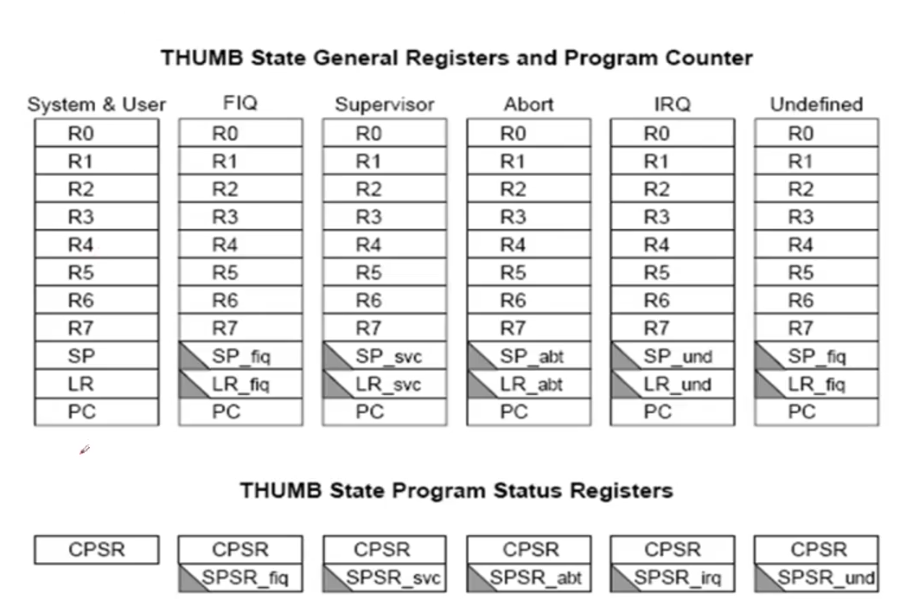 THUMB State General Registers and Program Counter
System & User FIQ Supervisor Abort IRQ Undefined
R0 R0 R0 R0 R0 R0
R1 R1 R1 R1 R1 R1
R2 R2 R2 R2 R2 R2
R3 R3 R3 R3 R3 R3
R4 R4 R4 R4 R4 R4
R5 R5 R5 R5 R5 R5
R6 R6 R6 R6 R6 R6
R7 R7 R7 R7 R7 R7
SP SP_fiq SP_svc SP_abt SP_und SP_fiq
LR LR_fiq LR_svc LR_abt LR_und LR_fiq
PC PC PC PC PC PC
THUMB State Program Status Registers
CPSR CPSR CPSR CPSR CPSR CPSR
SPSR_fiq SPSR_svc SPSR_abt SPSR_irq SPSR_und